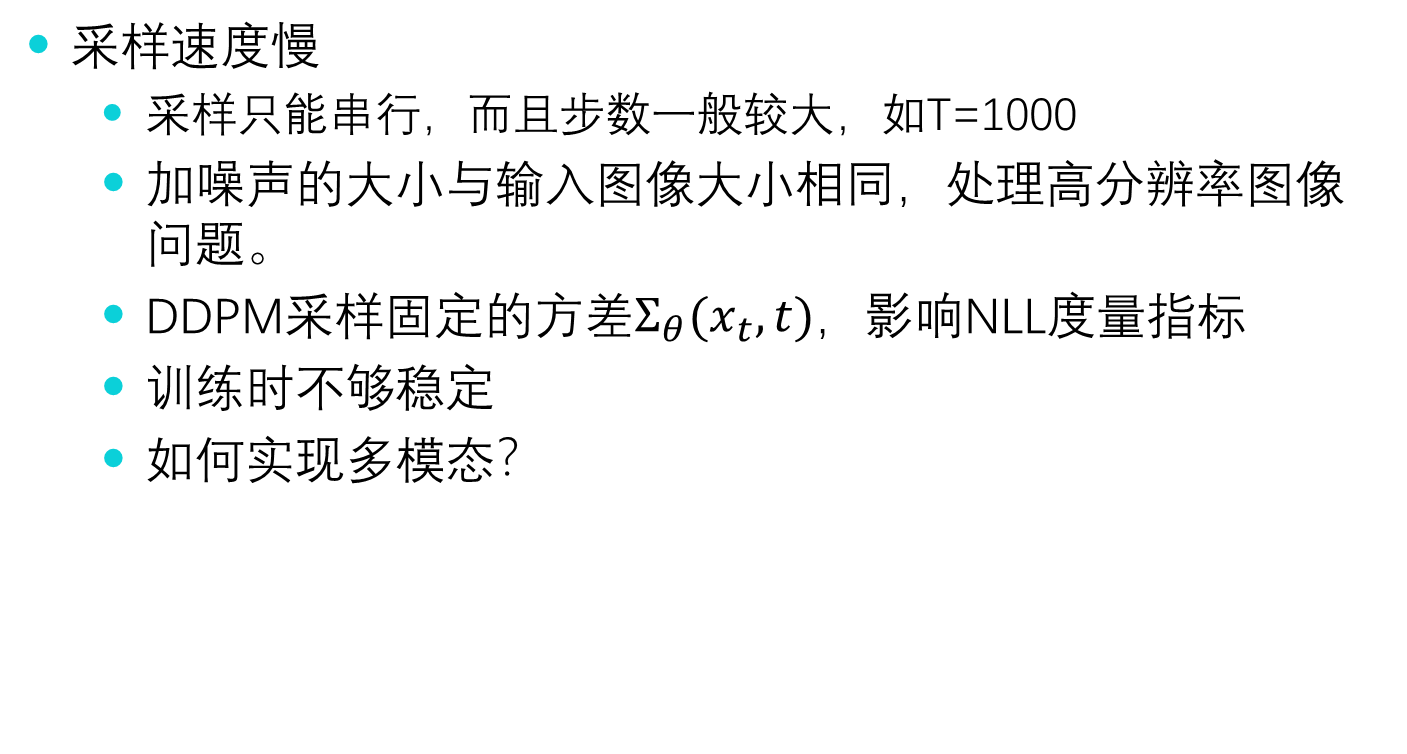 采样速度慢
采样只能串行，而且步数一般较大，如T=1000
加噪声的大小与输入图像大小相同，处理高分辨率图像
问题。
DDPM采样固定的方差Σ_θ(x_t, t)，影响NLL度量指标
训练时不够稳定
如何实现多模态？